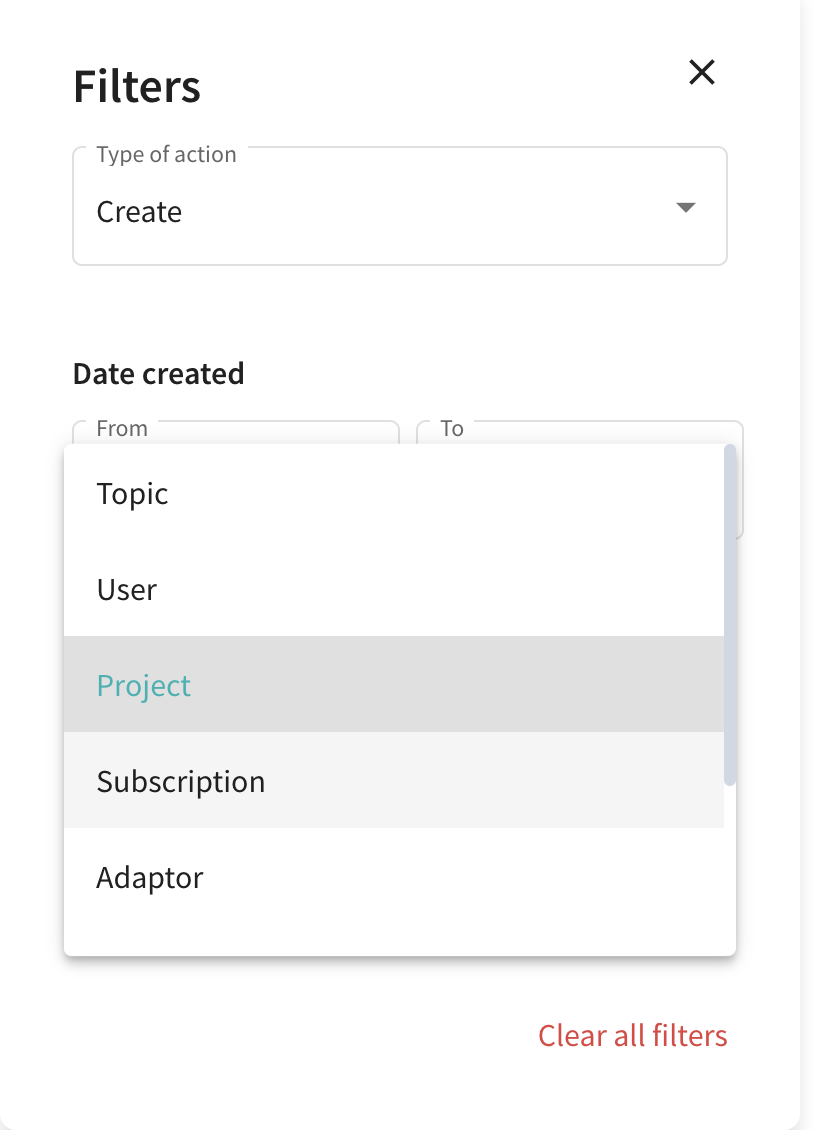 Filters
Type of action
Create
Date created
From To
Topic
User
Project
Subscription
Adaptor
Clear all filters